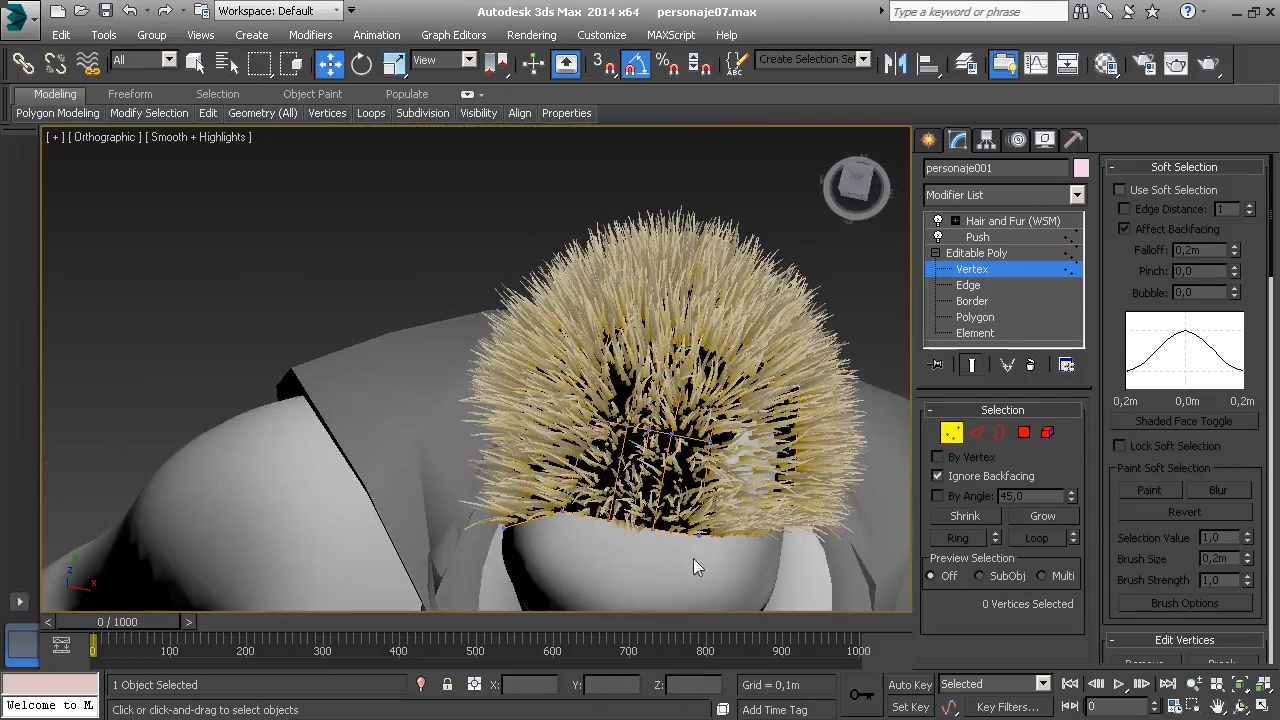 Workspace: Default
Autodesk 3ds Max 2014 x64 personaje07.max
Type a keyword or phrase
Edit Tools Group Views Create Modifiers Animation Graph Editors Rendering Customize MAXScript Help
All View 3 % ABC Create Selection Se
Modeling Freeform Selection Object Paint Populate
Polygon Modeling Modify Selection Edit Geometry (All) Vertices Loops Subdivision Visibility Align Properties
[ + ] [ Orthographic ] [ Smooth + Highlights ]
TOP
personaje001
Modifier List
Hair and Fur (WSM)
Push
Editable Poly
Vertex
Edge
Border
Polygon
Element
Selection
By Vertex
Ignore Backfacing
By Angle: 45,0
Shrink Grow
Ring Loop
Preview Selection
Off SubObj Multi
0 Vertices Selected
Soft Selection
Use Soft Selection
Edge Distance: 1
Affect Backfacing
Falloff: 0,2m
Pinch: 0,0
Bubble: 0,0
0,2m 0,0m 0,2m
Shaded Face Toggle
Lock Soft Selection
Paint Soft Selection
Paint Blur
Revert
Selection Value 1,0
Brush Size 0,2m
Brush Strength 1,0
Brush Options
Edit Vertices
Remove Break
z x
< 0 / 1000 >
0 100 200 300 400 500 600 700 800 900 1000
1 Object Selected X: Y: Z: Grid = 0,1m Auto Key Selected
Welcome to M Click or click-and-drag to select objects Add Time Tag Set Key Key Filters... 0